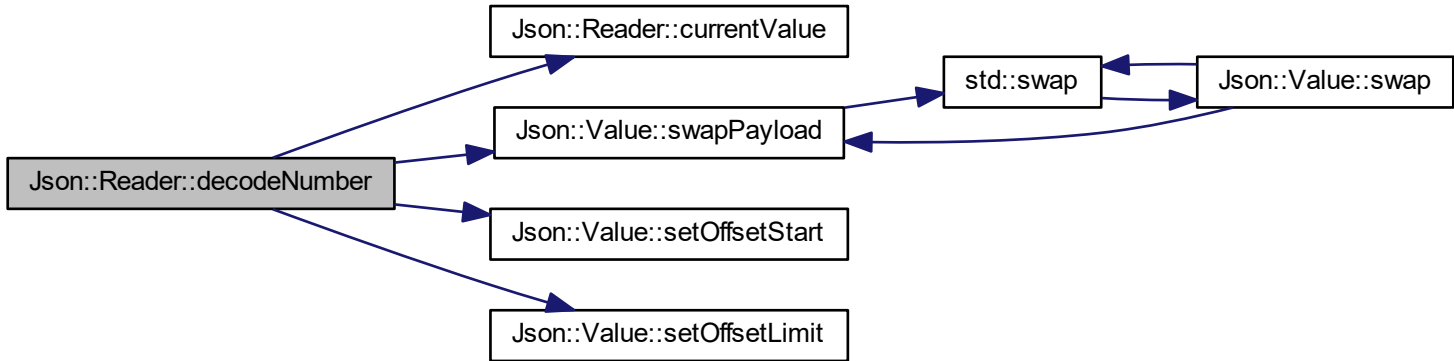 Json::Reader::currentValue
std::swap
Json::Value::swap
Json::Value::swapPayload
Json::Reader::decodeNumber
Json::Value::setOffsetStart
Json::Value::setOffsetLimit